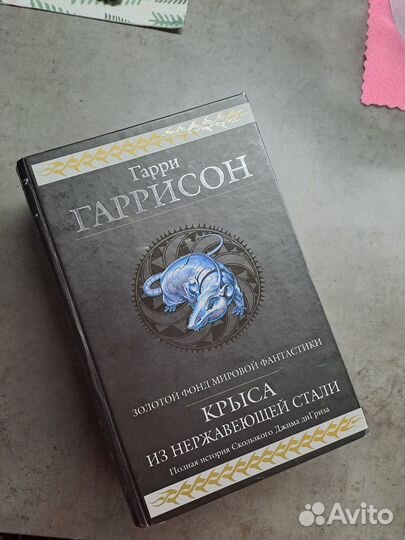 Гарри
ГАРРИСОН
ЗОЛОТОЙ ФОНД МИРОВОЙ ФАНТАСТИКИ
КРЫСА
ИЗ НЕРЖАВЕЮЩЕЙ СТАЛИ
Полная история Скользкого Джима диГриза
Avito